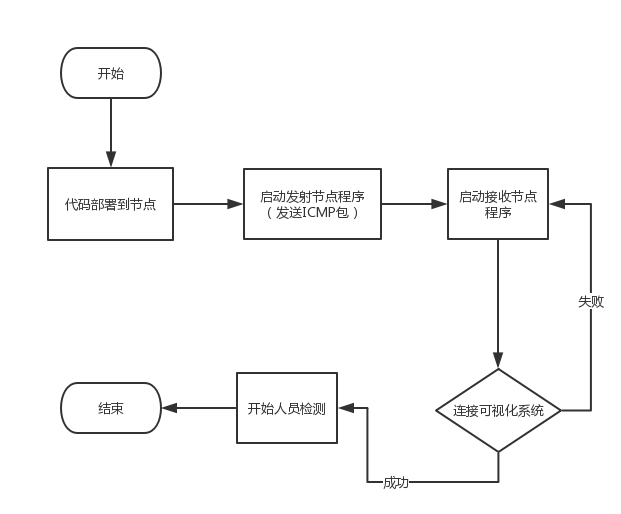 开始
代码部署到节点
启动发射节点程序
（发送ICMP包）
启动接收节点
程序
失败
连接可视化系统
成功
开始人员检测
结束